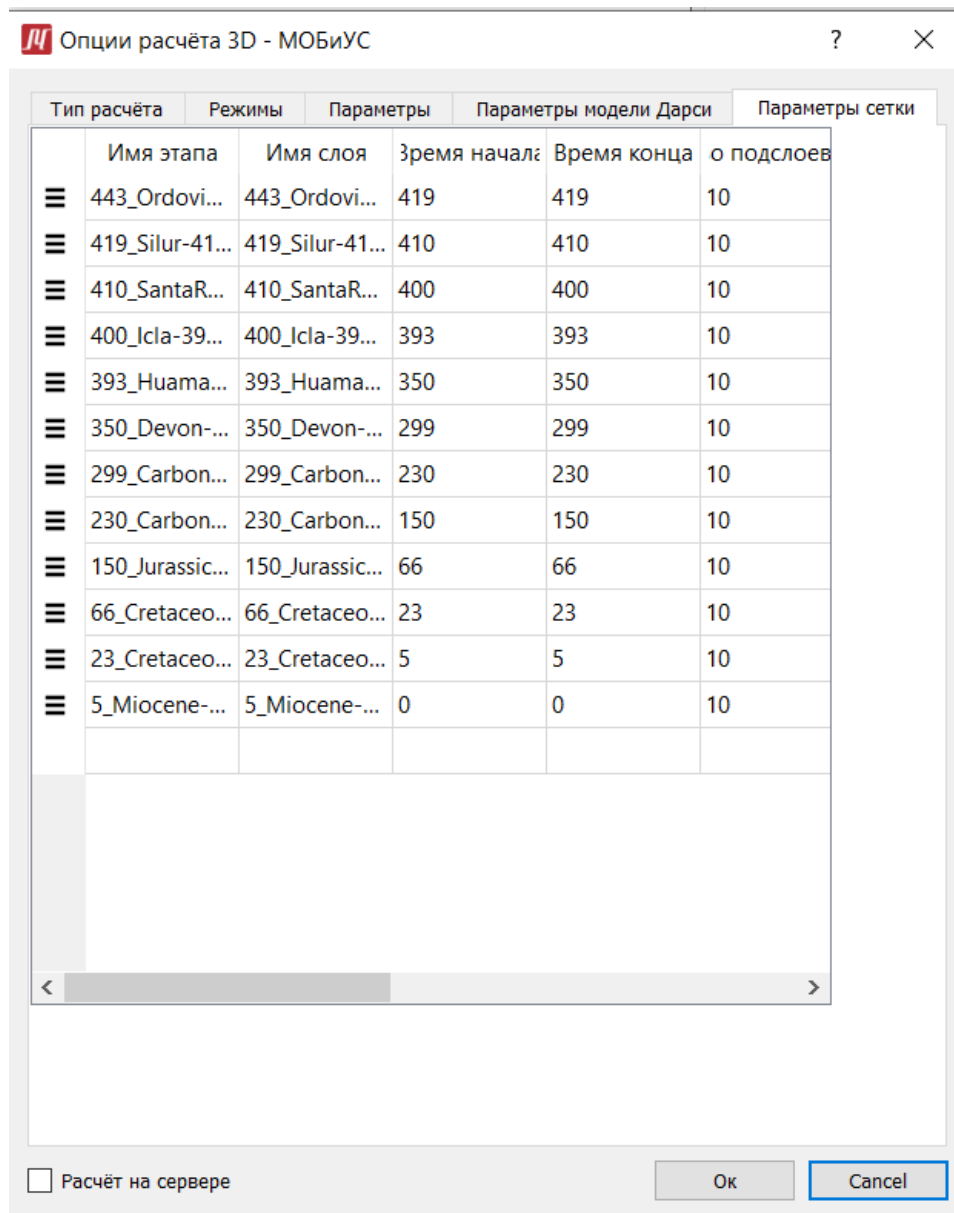 Опции расчёта 3D - МОБиУС ? ×
Тип расчёта Режимы Параметры Параметры модели Дарси Параметры сетки
Имя этапа Имя слоя Время начала Время конца о подслоев
443_Ordovi... 443_Ordovi... 419 419 10
419_Silur-41... 419_Silur-41... 410 410 10
410_SantaR... 410_SantaR... 400 400 10
400_Icla-39... 400_Icla-39... 393 393 10
393_Huama... 393_Huama... 350 350 10
350_Devon-... 350_Devon-... 299 299 10
299_Carbon... 299_Carbon... 230 230 10
230_Carbon... 230_Carbon... 150 150 10
150_Jurassic... 150_Jurassic... 66 66 10
66_Cretaceo... 66_Cretaceo... 23 23 10
23_Cretaceo... 23_Cretaceo... 5 5 10
5_Miocene-... 5_Miocene-... 0 0 10
Расчёт на сервере Ок Cancel